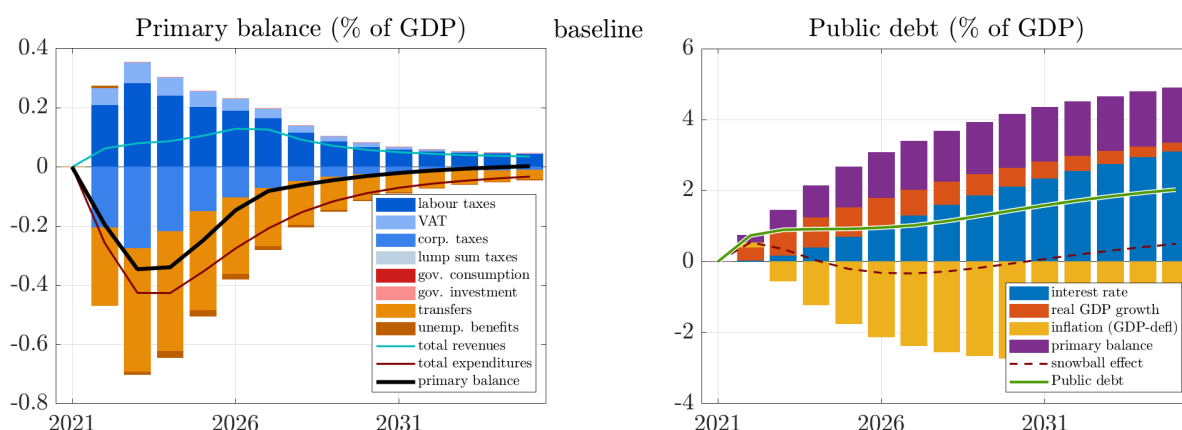 Primary balance (% of GDP)
baseline
Public debt (% of GDP)
0.4
0.2
0
-0.2
-0.4
-0.6
-0.8
2021
2026
2031
labour taxes
VAT
corp. taxes
lump sum taxes
gov. consumption
gov. investment
transfers
unemp. benefits
total revenues
total expenditures
primary balance
6
4
2
0
-2
-4
2021
2026
2031
interest rate
real GDP growth
inflation (GDP-defl)
primary balance
snowball effect
Public debt